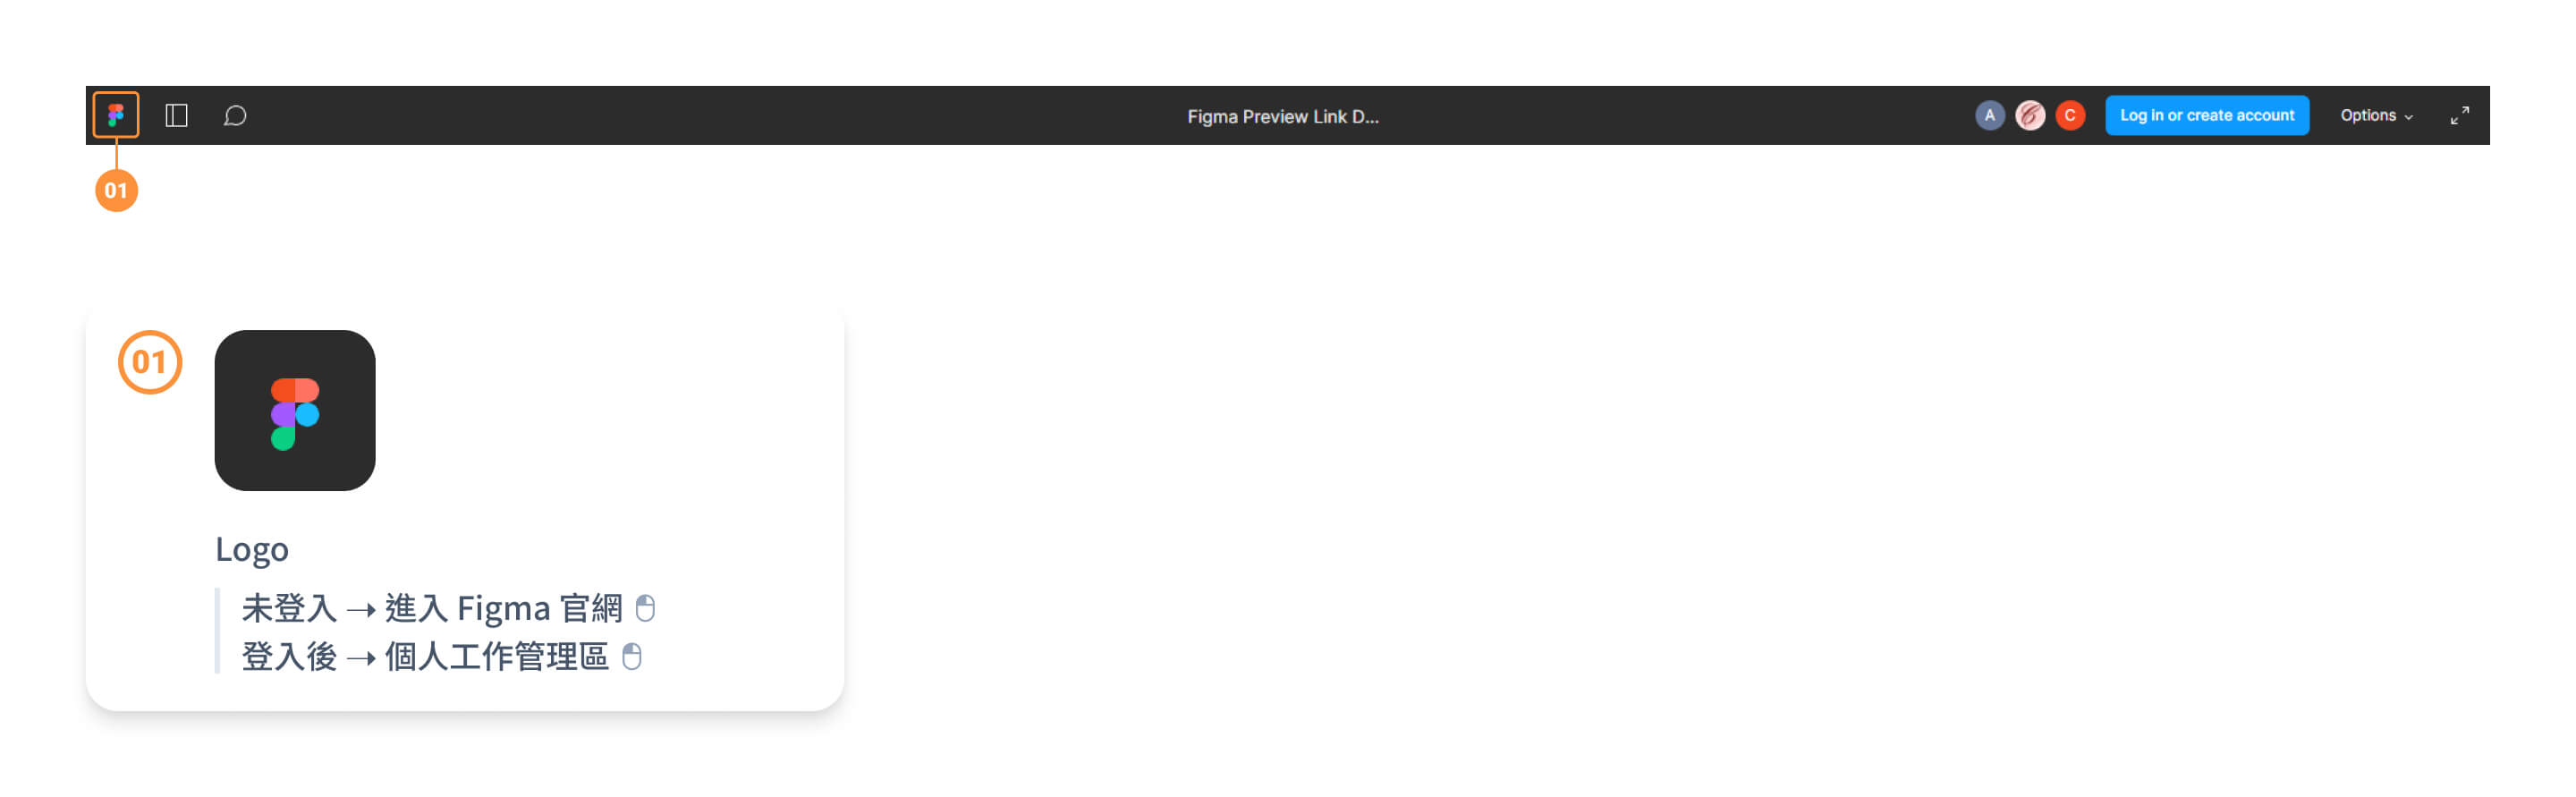 Figma Preview Link D...
A
C
Log in or create account
Options
01
01
Logo
未登入 → 進入 Figma 官網
登入後 → 個人工作管理區